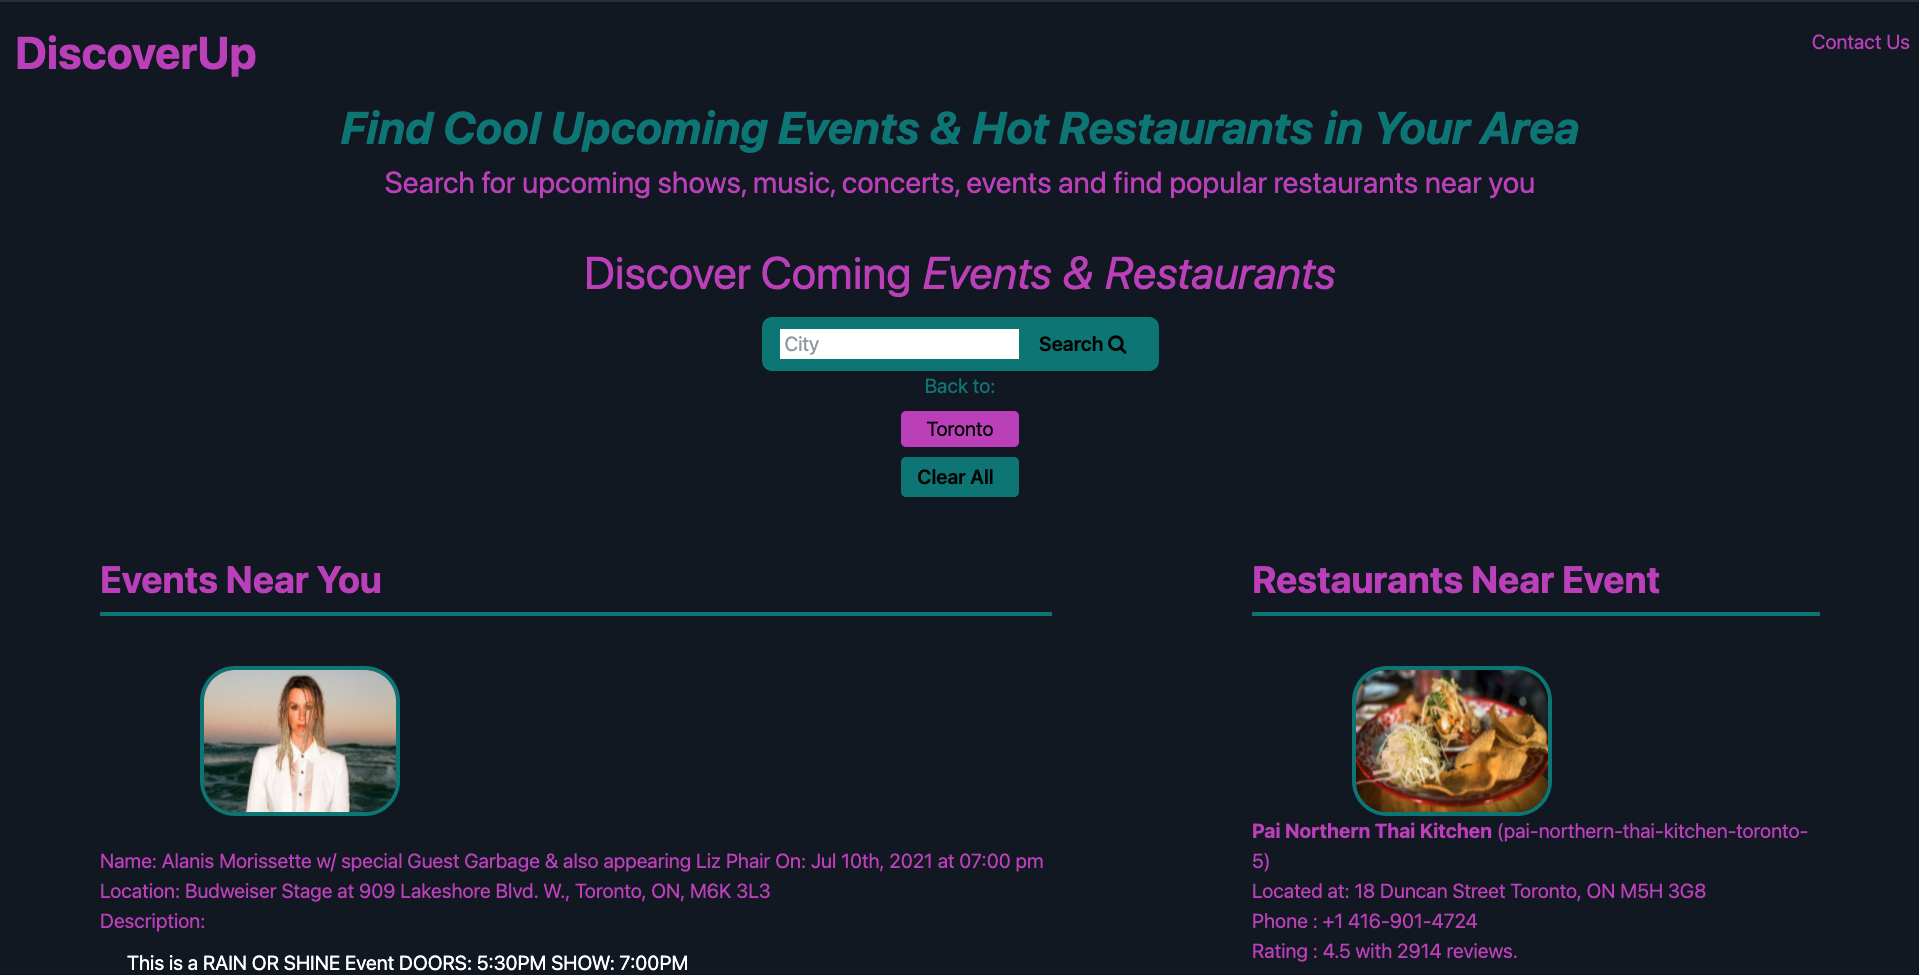 DiscoverUp
Contact Us
Find Cool Upcoming Events & Hot Restaurants in Your Area
Search for upcoming shows, music, concerts, events and find popular restaurants near you
Discover Coming Events & Restaurants
City
Search
Back to:
Toronto
Clear All
Events Near You
Name: Alanis Morissette w/ special Guest Garbage & also appearing Liz Phair On: Jul 10th, 2021 at 07:00 pm
Location: Budweiser Stage at 909 Lakeshore Blvd. W., Toronto, ON, M6K 3L3
Description:
This is a RAIN OR SHINE Event DOORS: 5:30PM SHOW: 7:00PM
Restaurants Near Event
Pai Northern Thai Kitchen (pai-northern-thai-kitchen-toronto-
5)
Located at: 18 Duncan Street Toronto, ON M5H 3G8
Phone : +1 416-901-4724
Rating : 4.5 with 2914 reviews.